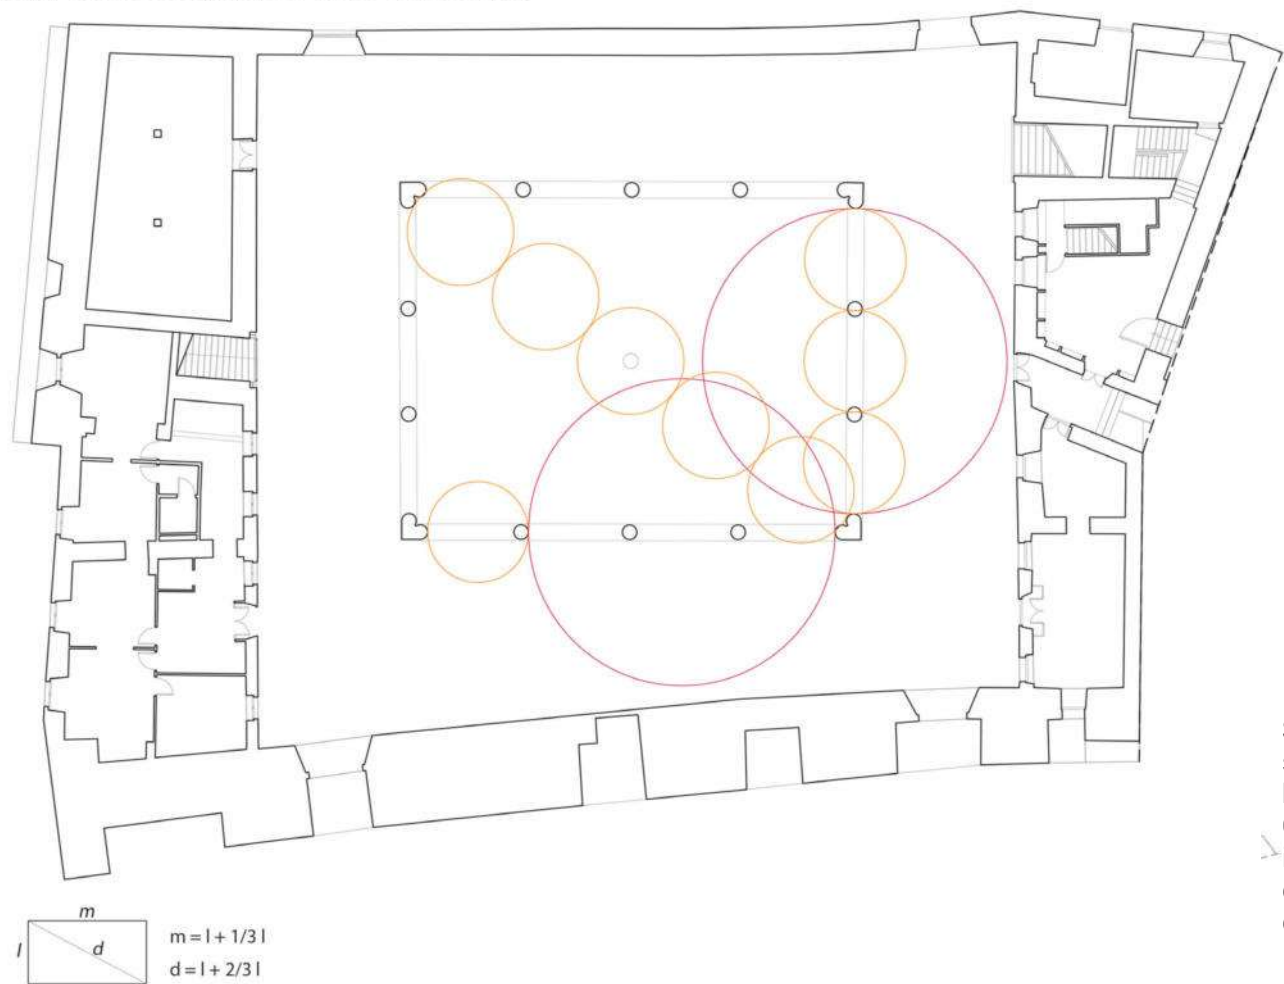 m
l
d
m = l + 1/3 l
d = l + 2/3 l